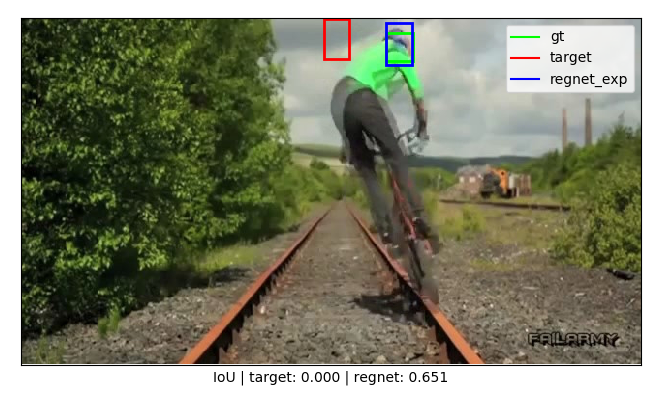 gt
target
regnet_exp
FAILARMY
IoU | target: 0.000 | regnet: 0.651